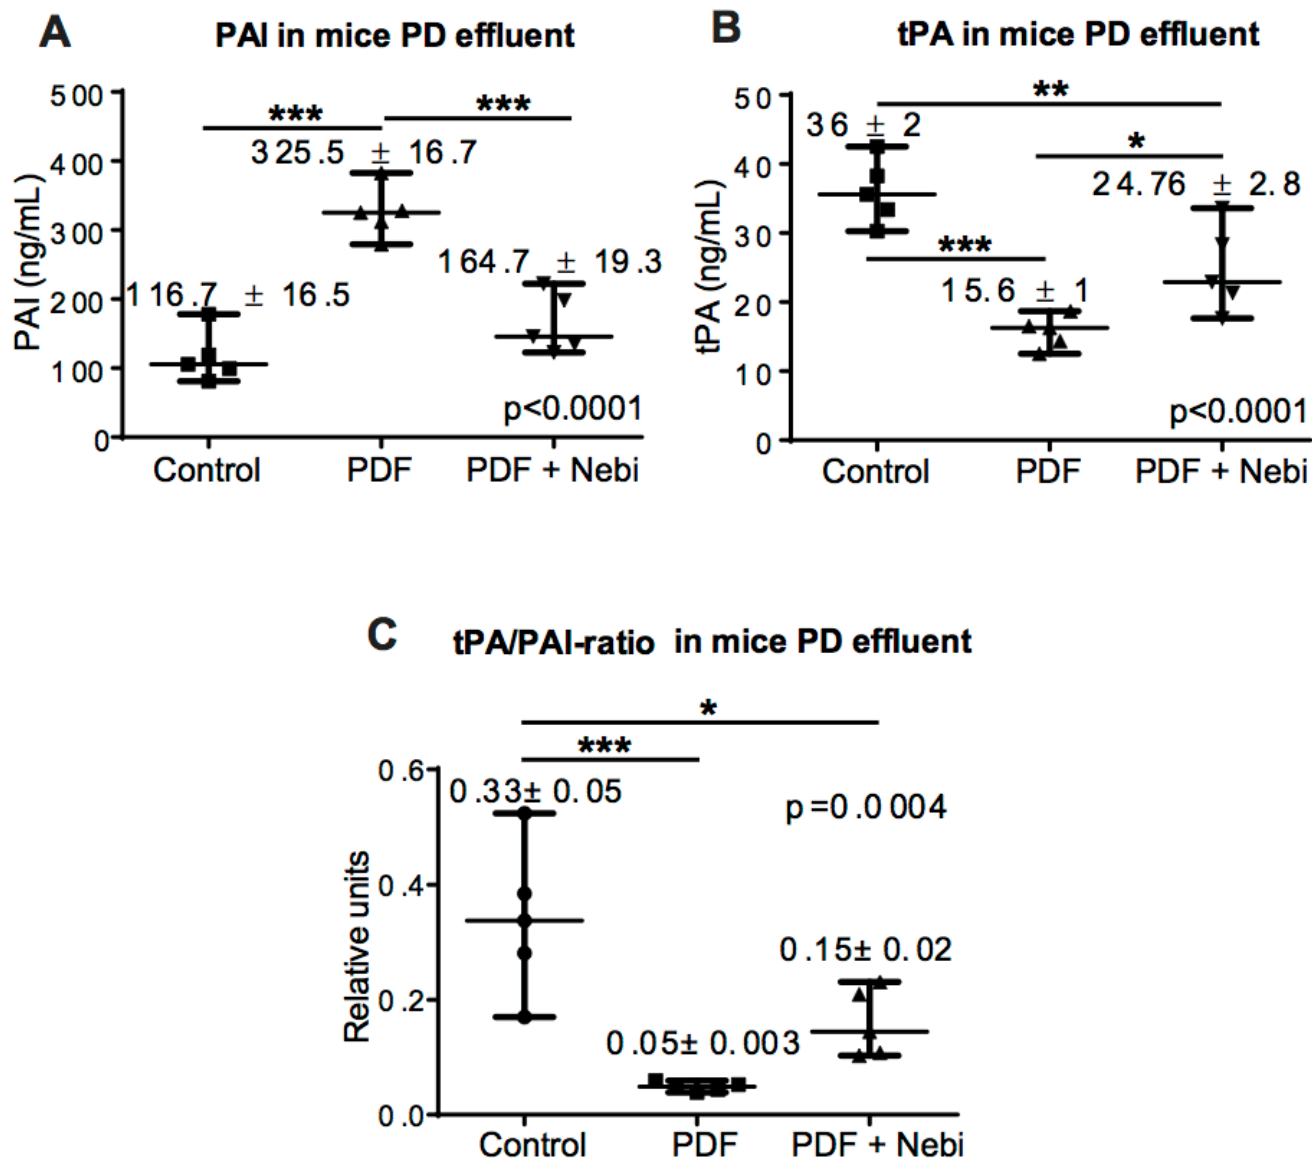 A PAI in mice PD effluent
*** ***
325.5 ± 16.7
164.7 ± 19.3
116.7 ± 16.5
PAI (ng/mL)
500
400
300
200
100
0
p<0.0001
Control PDF PDF + Nebi
B tPA in mice PD effluent
**
36 ± 2
*
24.76 ± 2.8
***
15.6 ± 1
tPA (ng/mL)
50
40
30
20
10
0
p<0.0001
Control PDF PDF + Nebi
C tPA/PAI-ratio in mice PD effluent
*
***
0.33± 0.05
p=0.0004
0.15± 0.02
0.05± 0.003
Relative units
0.6
0.4
0.2
0.0
Control PDF PDF + Nebi